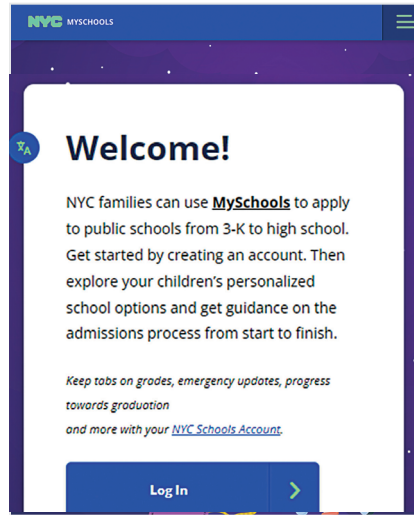 NYC MYSCHOOLS
Welcome!
NYC families can use MySchools to apply
to public schools from 3-K to high school.
Get started by creating an account. Then
explore your children’s personalized
school options and get guidance on the
admissions process from start to finish.
Keep tabs on grades, emergency updates, progress
towards graduation
and more with your NYC Schools Account.
Log In